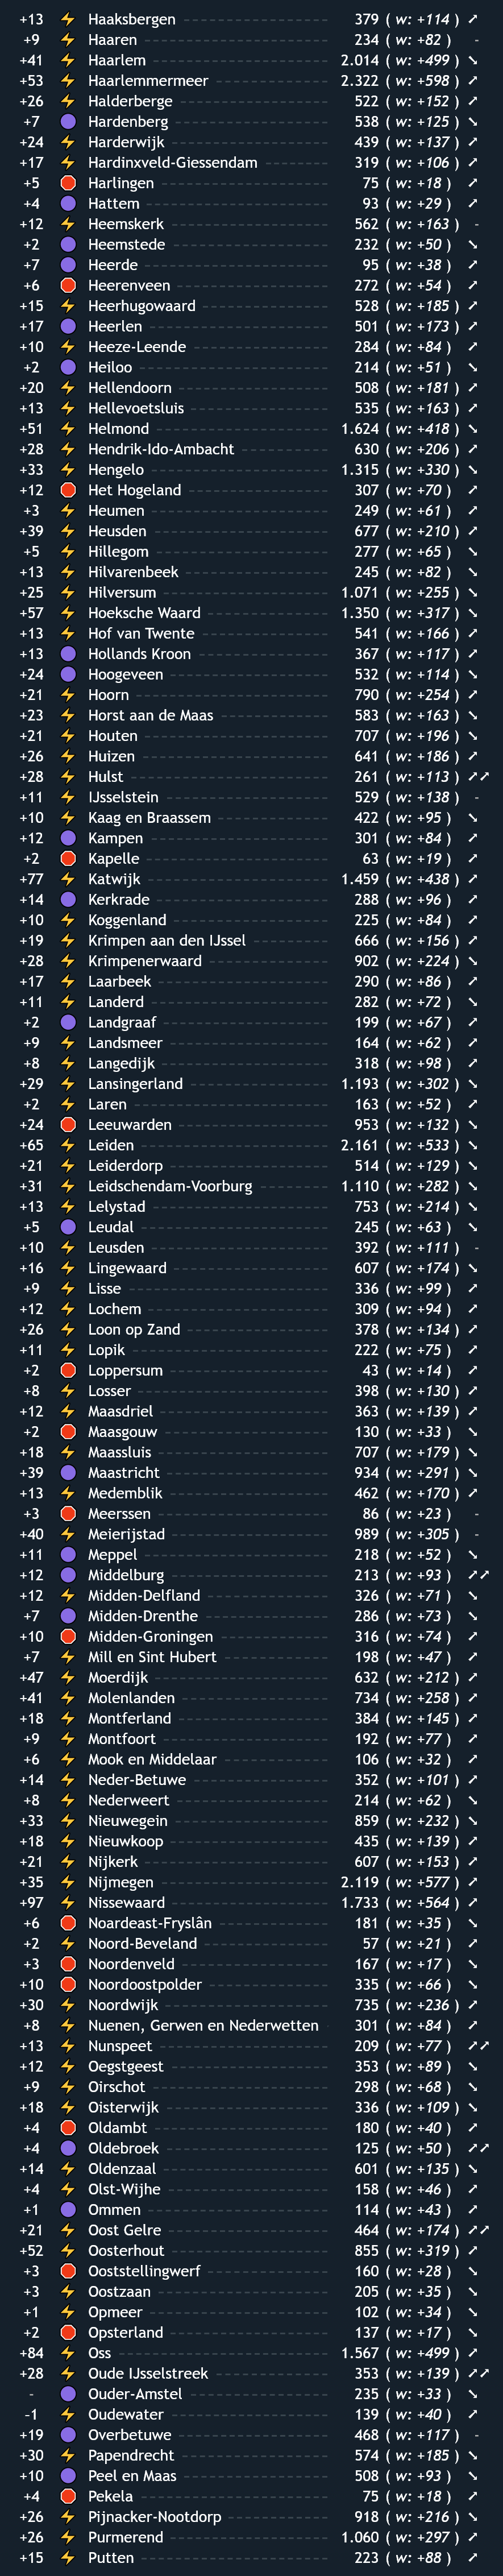 +13 Haaksbergen 379 ( w: +114 )
+9 Haaren 234 ( w: +82 ) -
+41 Haarlem 2.014 ( w: +499 )
+53 Haarlemmermeer 2.322 ( w: +598 )
+26 Halderberge 522 ( w: +152 )
+7 Hardenberg 538 ( w: +125 )
+24 Harderwijk 439 ( w: +137 )
+17 Hardinxveld-Giessendam 319 ( w: +106 )
+5 Harlingen 75 ( w: +18 )
+4 Hattem 93 ( w: +29 )
+12 Heemskerk 562 ( w: +163 ) -
+2 Heemstede 232 ( w: +50 )
+7 Heerde 95 ( w: +38 )
+6 Heerenveen 272 ( w: +54 )
+15 Heerhugowaard 528 ( w: +185 )
+17 Heerlen 501 ( w: +173 )
+10 Heeze-Leende 284 ( w: +84 )
+2 Heiloo 214 ( w: +51 )
+20 Hellendoorn 508 ( w: +181 )
+13 Hellevoetsluis 535 ( w: +163 )
+51 Helmond 1.624 ( w: +418 )
+28 Hendrik-Ido-Ambacht 630 ( w: +206 )
+33 Hengelo 1.315 ( w: +330 )
+12 Het Hogeland 307 ( w: +70 )
+3 Heumen 249 ( w: +61 )
+39 Heusden 677 ( w: +210 )
+5 Hillegom 277 ( w: +65 )
+13 Hilvarenbeek 245 ( w: +82 )
+25 Hilversum 1.071 ( w: +255 )
+57 Hoeksche Waard 1.350 ( w: +317 )
+13 Hof van Twente 541 ( w: +166 )
+13 Hollands Kroon 367 ( w: +117 )
+24 Hoogeveen 532 ( w: +114 )
+21 Hoorn 790 ( w: +254 )
+23 Horst aan de Maas 583 ( w: +163 )
+21 Houten 707 ( w: +196 )
+26 Huizen 641 ( w: +186 )
+28 Hulst 261 ( w: +113 )
+11 IJsselstein 529 ( w: +138 ) -
+10 Kaag en Braassem 422 ( w: +95 )
+12 Kampen 301 ( w: +84 )
+2 Kapelle 63 ( w: +19 )
+77 Katwijk 1.459 ( w: +438 )
+14 Kerkrade 288 ( w: +96 )
+10 Koggenland 225 ( w: +84 )
+19 Krimpen aan den IJssel 666 ( w: +156 )
+28 Krimpenerwaard 902 ( w: +224 )
+17 Laarbeek 290 ( w: +86 )
+11 Landerd 282 ( w: +72 )
+2 Landgraaf 199 ( w: +67 )
+9 Landsmeer 164 ( w: +62 )
+8 Langedijk 318 ( w: +98 )
+29 Lansingerland 1.193 ( w: +302 )
+2 Laren 163 ( w: +52 )
+24 Leeuwarden 953 ( w: +132 )
+65 Leiden 2.161 ( w: +533 )
+21 Leiderdorp 514 ( w: +129 )
+31 Leidschendam-Voorburg 1.110 ( w: +282 )
+13 Lelystad 753 ( w: +214 )
+5 Leudal 245 ( w: +63 )
+10 Leusden 392 ( w: +111 ) -
+16 Lingewaard 607 ( w: +174 )
+9 Lisse 336 ( w: +99 )
+12 Lochem 309 ( w: +94 )
+26 Loon op Zand 378 ( w: +134 )
+11 Lopik 222 ( w: +75 )
+2 Loppersum 43 ( w: +14 )
+8 Losser 398 ( w: +130 )
+12 Maasdriel 363 ( w: +139 )
+2 Maasgouw 130 ( w: +33 )
+18 Maassluis 707 ( w: +179 )
+39 Maastricht 934 ( w: +291 )
+13 Medemblik 462 ( w: +170 )
+3 Meerssen 86 ( w: +23 ) -
+40 Meierijstad 989 ( w: +305 ) -
+11 Meppel 218 ( w: +52 )
+12 Middelburg 213 ( w: +93 )
+12 Midden-Delfland 326 ( w: +71 )
+7 Midden-Drenthe 286 ( w: +73 )
+10 Midden-Groningen 316 ( w: +74 )
+7 Mill en Sint Hubert 198 ( w: +47 )
+47 Moerdijk 632 ( w: +212 )
+41 Molenlanden 734 ( w: +258 )
+18 Montferland 384 ( w: +145 )
+9 Montfoort 192 ( w: +77 )
+6 Mook en Middelaar 106 ( w: +32 )
+14 Neder-Betuwe 352 ( w: +101 )
+8 Nederweert 214 ( w: +62 )
+33 Nieuwegein 859 ( w: +232 )
+18 Nieuwkoop 435 ( w: +139 )
+21 Nijkerk 607 ( w: +153 )
+35 Nijmegen 2.119 ( w: +577 )
+97 Nissewaard 1.733 ( w: +564 )
+6 Noardeast-Fryslân 181 ( w: +35 )
+2 Noord-Beveland 57 ( w: +21 )
+3 Noordenveld 167 ( w: +17 )
+10 Noordoostpolder 335 ( w: +66 )
+30 Noordwijk 735 ( w: +236 )
+8 Nuenen, Gerwen en Nederwetten 301 ( w: +84 )
+13 Nunspeet 209 ( w: +77 )
+12 Oegstgeest 353 ( w: +89 )
+9 Oirschot 298 ( w: +68 )
+18 Oisterwijk 336 ( w: +109 )
+4 Oldambt 180 ( w: +40 )
+4 Oldebroek 125 ( w: +50 )
+14 Oldenzaal 601 ( w: +135 )
+4 Olst-Wijhe 158 ( w: +46 )
+1 Ommen 114 ( w: +43 )
+21 Oost Gelre 464 ( w: +174 )
+52 Oosterhout 855 ( w: +319 )
+3 Ooststellingwerf 160 ( w: +28 )
+3 Oostzaan 205 ( w: +35 )
+1 Opmeer 102 ( w: +34 )
+2 Opsterland 137 ( w: +17 )
+84 Oss 1.567 ( w: +499 )
+28 Oude IJsselstreek 353 ( w: +139 )
- Ouder-Amstel 235 ( w: +33 )
-1 Oudewater 139 ( w: +40 )
+19 Overbetuwe 468 ( w: +117 ) -
+30 Papendrecht 574 ( w: +185 )
+10 Peel en Maas 508 ( w: +93 )
+4 Pekela 75 ( w: +18 )
+26 Pijnacker-Nootdorp 918 ( w: +216 )
+26 Purmerend 1.060 ( w: +297 )
+15 Putten 223 ( w: +88 )